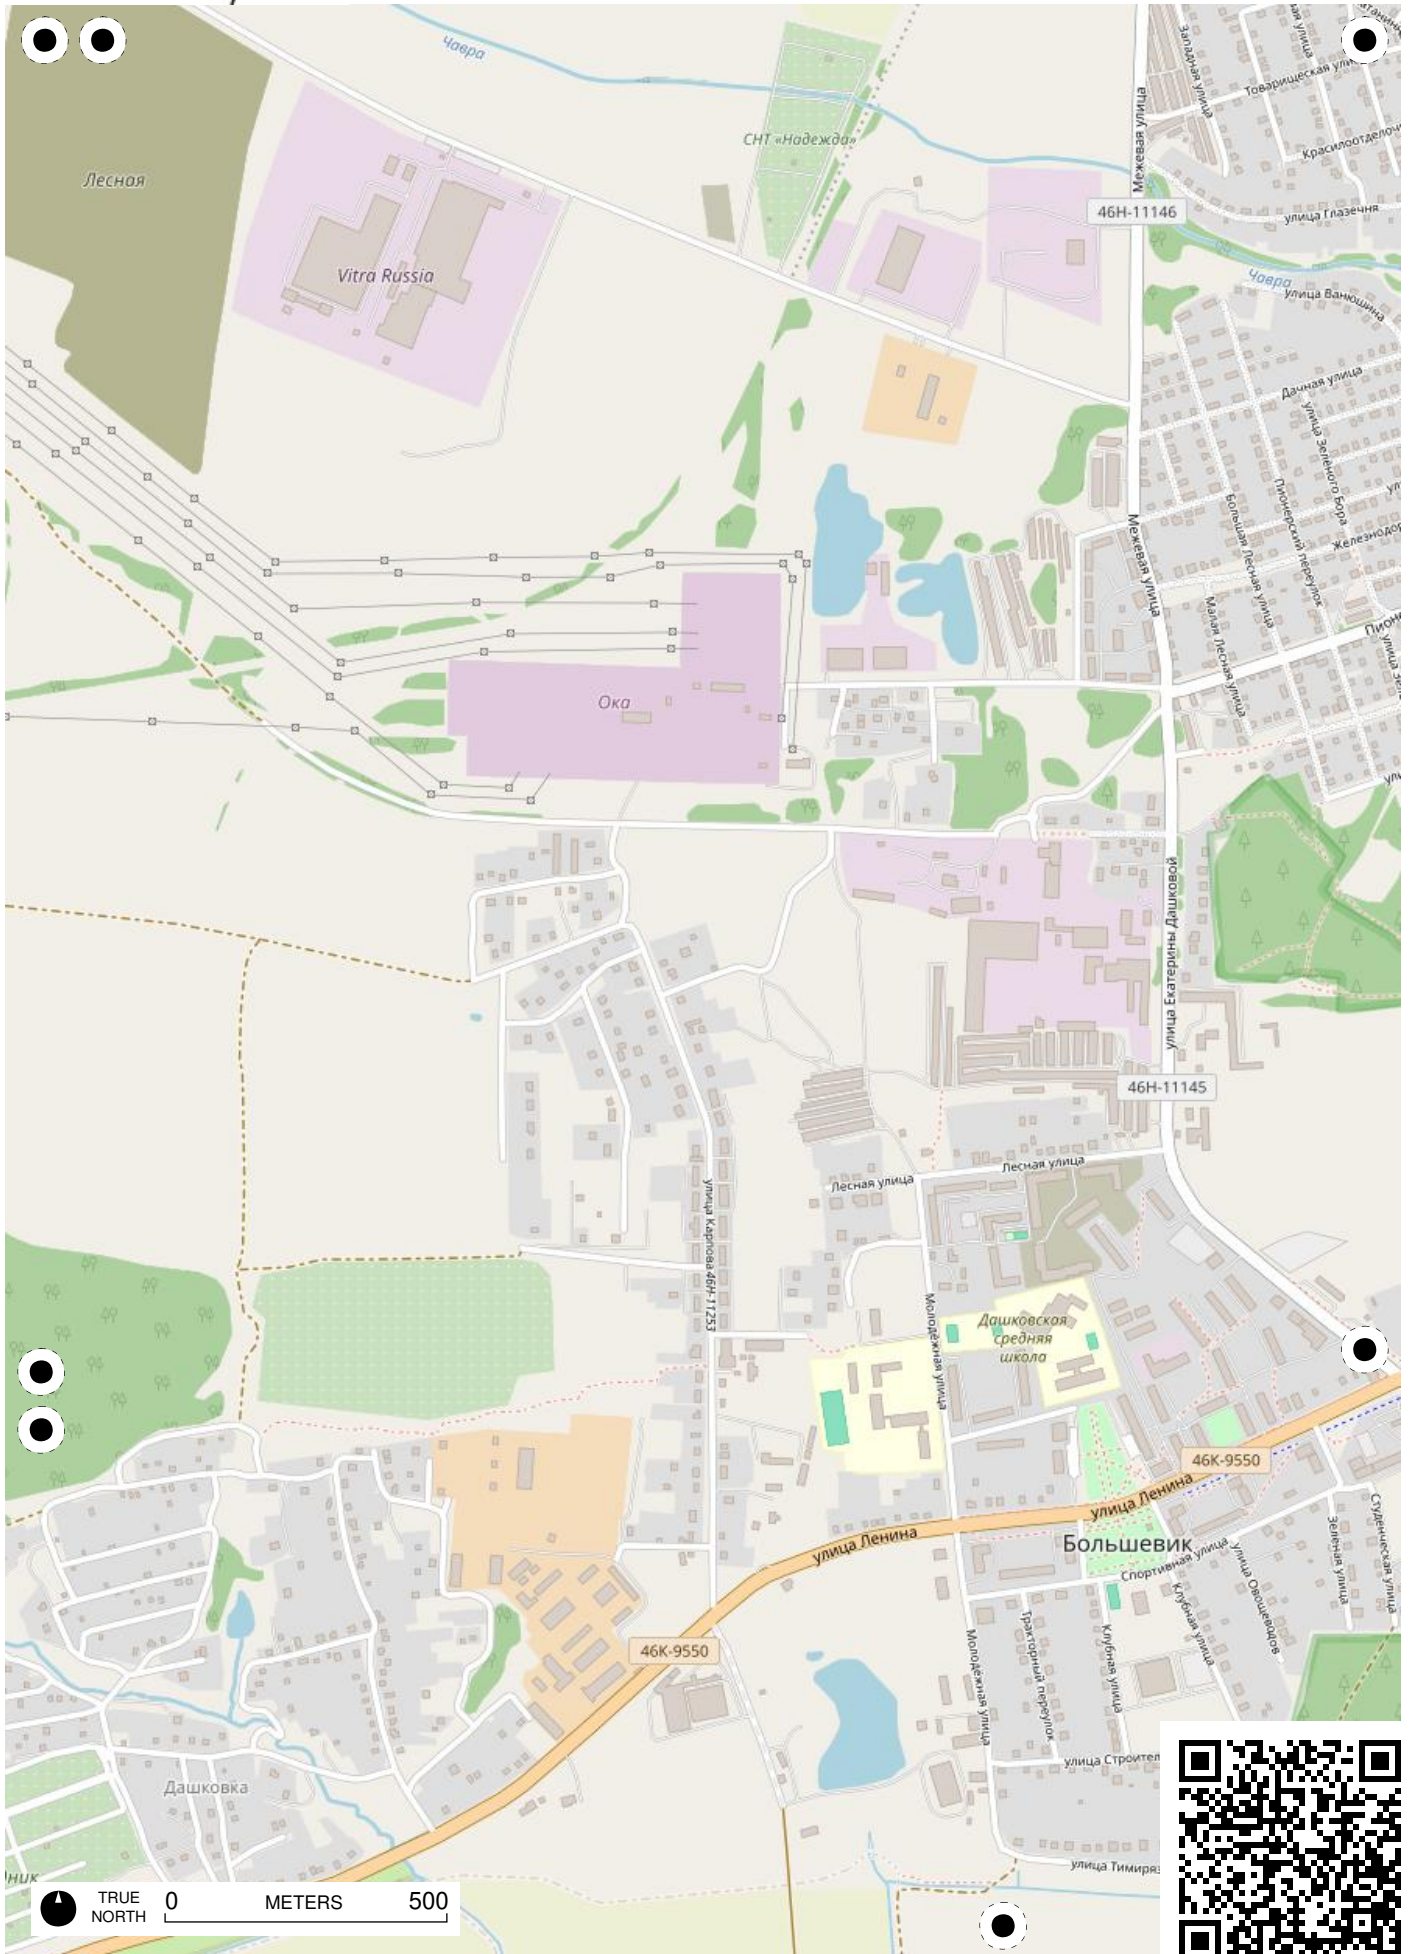 Чавра
Западная улица
Товарищеская
СНТ «Надежда»
Межевая улица
Лесная
46Н-11146
улица Глазечня
Vitra Russia
Чавра
улица Ванюшина
Дачная улица
улица Зелёного Бора
Пионерский переулок
Большая Лесная улица
Межевая улица
Малая Лесная улица
Ока
улица Екатерины Дашковой
46Н-11145
Лесная улица
Лесная улица
улица Карпова 46Н-11253
Молодёжная улица
Дашковская
средняя
школа
46К-9550
улица Ленина
улица Ленина
Большевик
Спортивная улица
улица Овощеводов
Зелёная улица
Студенческая улица
Клубная улица
Клубная улица
Тракторный переулок
Молодёжная улица
46К-9550
улица Строител
Дашковка
улица Тимиряз
TRUE
NORTH
0 METERS 500